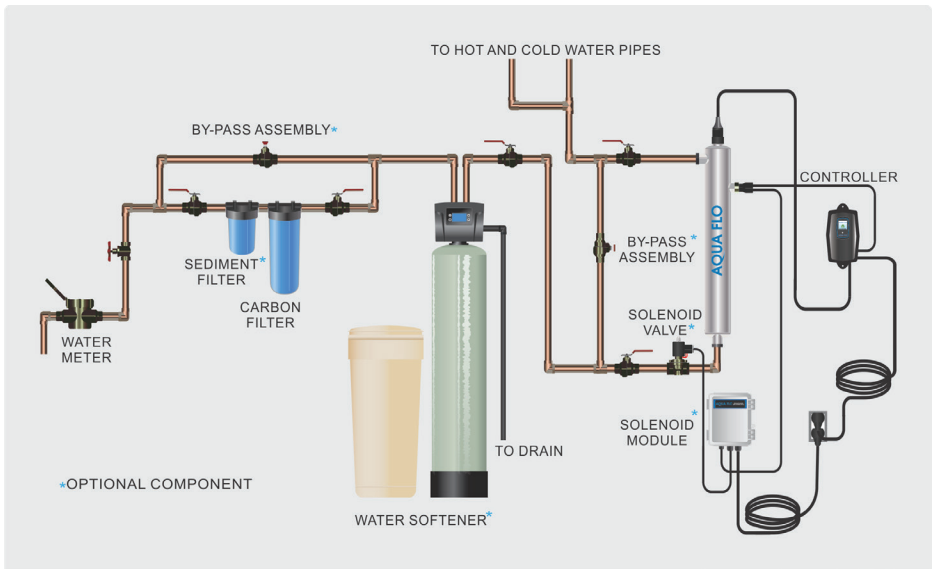 TO HOT AND COLD WATER PIPES
BY-PASS ASSEMBLY*
CONTROLLER
AQUA FLO
SEDIMENT*
FILTER
BY-PASS *
ASSEMBLY
CARBON
FILTER
SOLENOID
VALVE*
WATER
METER
*
SOLENOID
MODULE
TO DRAIN
*OPTIONAL COMPONENT
WATER SOFTENER*